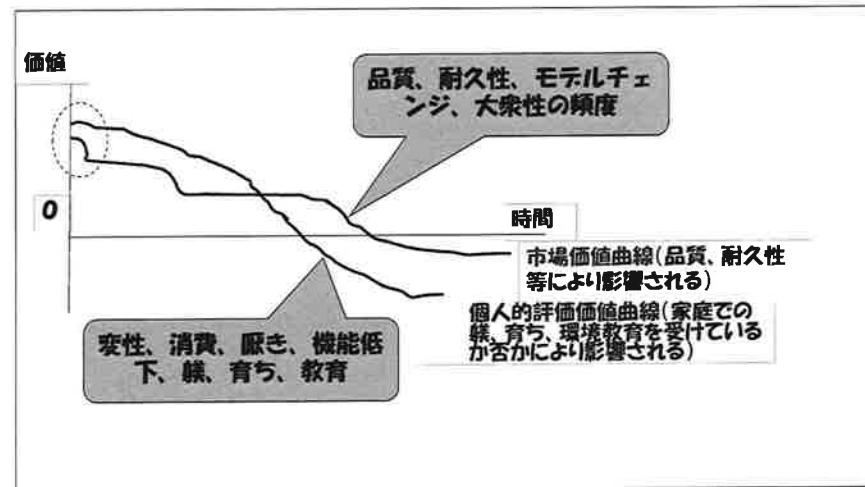 価値
品質、耐久性、モデルチェ
ンジ、大衆性の頻度
0
時間
市場価値曲線(品質、耐久性
等により影響される)
個人的評価価値曲線(家庭での
躾、育ち、環境教育を受けている
か否かにより影響される)
変性、消費、厭き、機能低
下、躾、育ち、教育